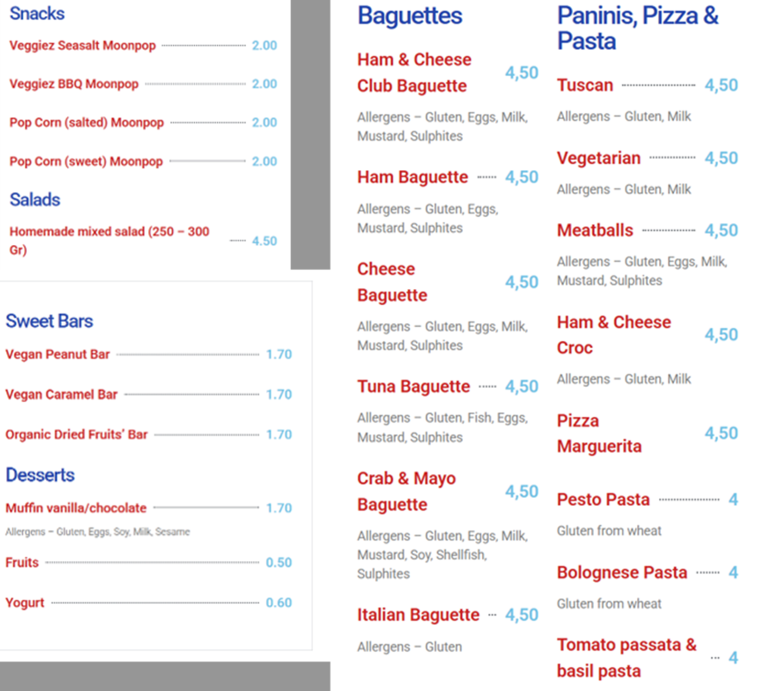 Snacks
Veggiez Seasalt Moonpop 2.00
Veggiez BBQ Moonpop 2.00
Pop Corn (salted) Moonpop 2.00
Pop Corn (sweet) Moonpop 2.00
Salads
Homemade mixed salad (250 – 300
Gr) 4.50
Sweet Bars
Vegan Peanut Bar 1.70
Vegan Caramel Bar 1.70
Organic Dried Fruits’ Bar 1.70
Desserts
Muffin vanilla/chocolate 1.70
Allergens – Gluten, Eggs, Soy, Milk, Sesame
Fruits 0.50
Yogurt 0.60
Baguettes
Ham & Cheese
Club Baguette 4,50
Allergens – Gluten, Eggs, Milk,
Mustard, Sulphites
Ham Baguette 4,50
Allergens – Gluten, Eggs,
Mustard, Sulphites
Cheese
Baguette 4,50
Allergens – Gluten, Eggs, Milk,
Mustard, Sulphites
Tuna Baguette 4,50
Allergens – Gluten, Fish, Eggs,
Mustard, Sulphites
Crab & Mayo
Baguette 4,50
Allergens – Gluten, Eggs, Milk,
Mustard, Soy, Shellfish,
Sulphites
Italian Baguette 4,50
Allergens – Gluten
Paninis, Pizza &
Pasta
Tuscan 4,50
Allergens – Gluten, Milk
Vegetarian 4,50
Allergens – Gluten, Milk
Meatballs 4,50
Allergens – Gluten, Eggs, Milk,
Mustard, Sulphites
Ham & Cheese
Croc 4,50
Allergens – Gluten, Milk
Pizza
Marguerita 4,50
Pesto Pasta 4
Gluten from wheat
Bolognese Pasta 4
Gluten from wheat
Tomato passata &
basil pasta 4